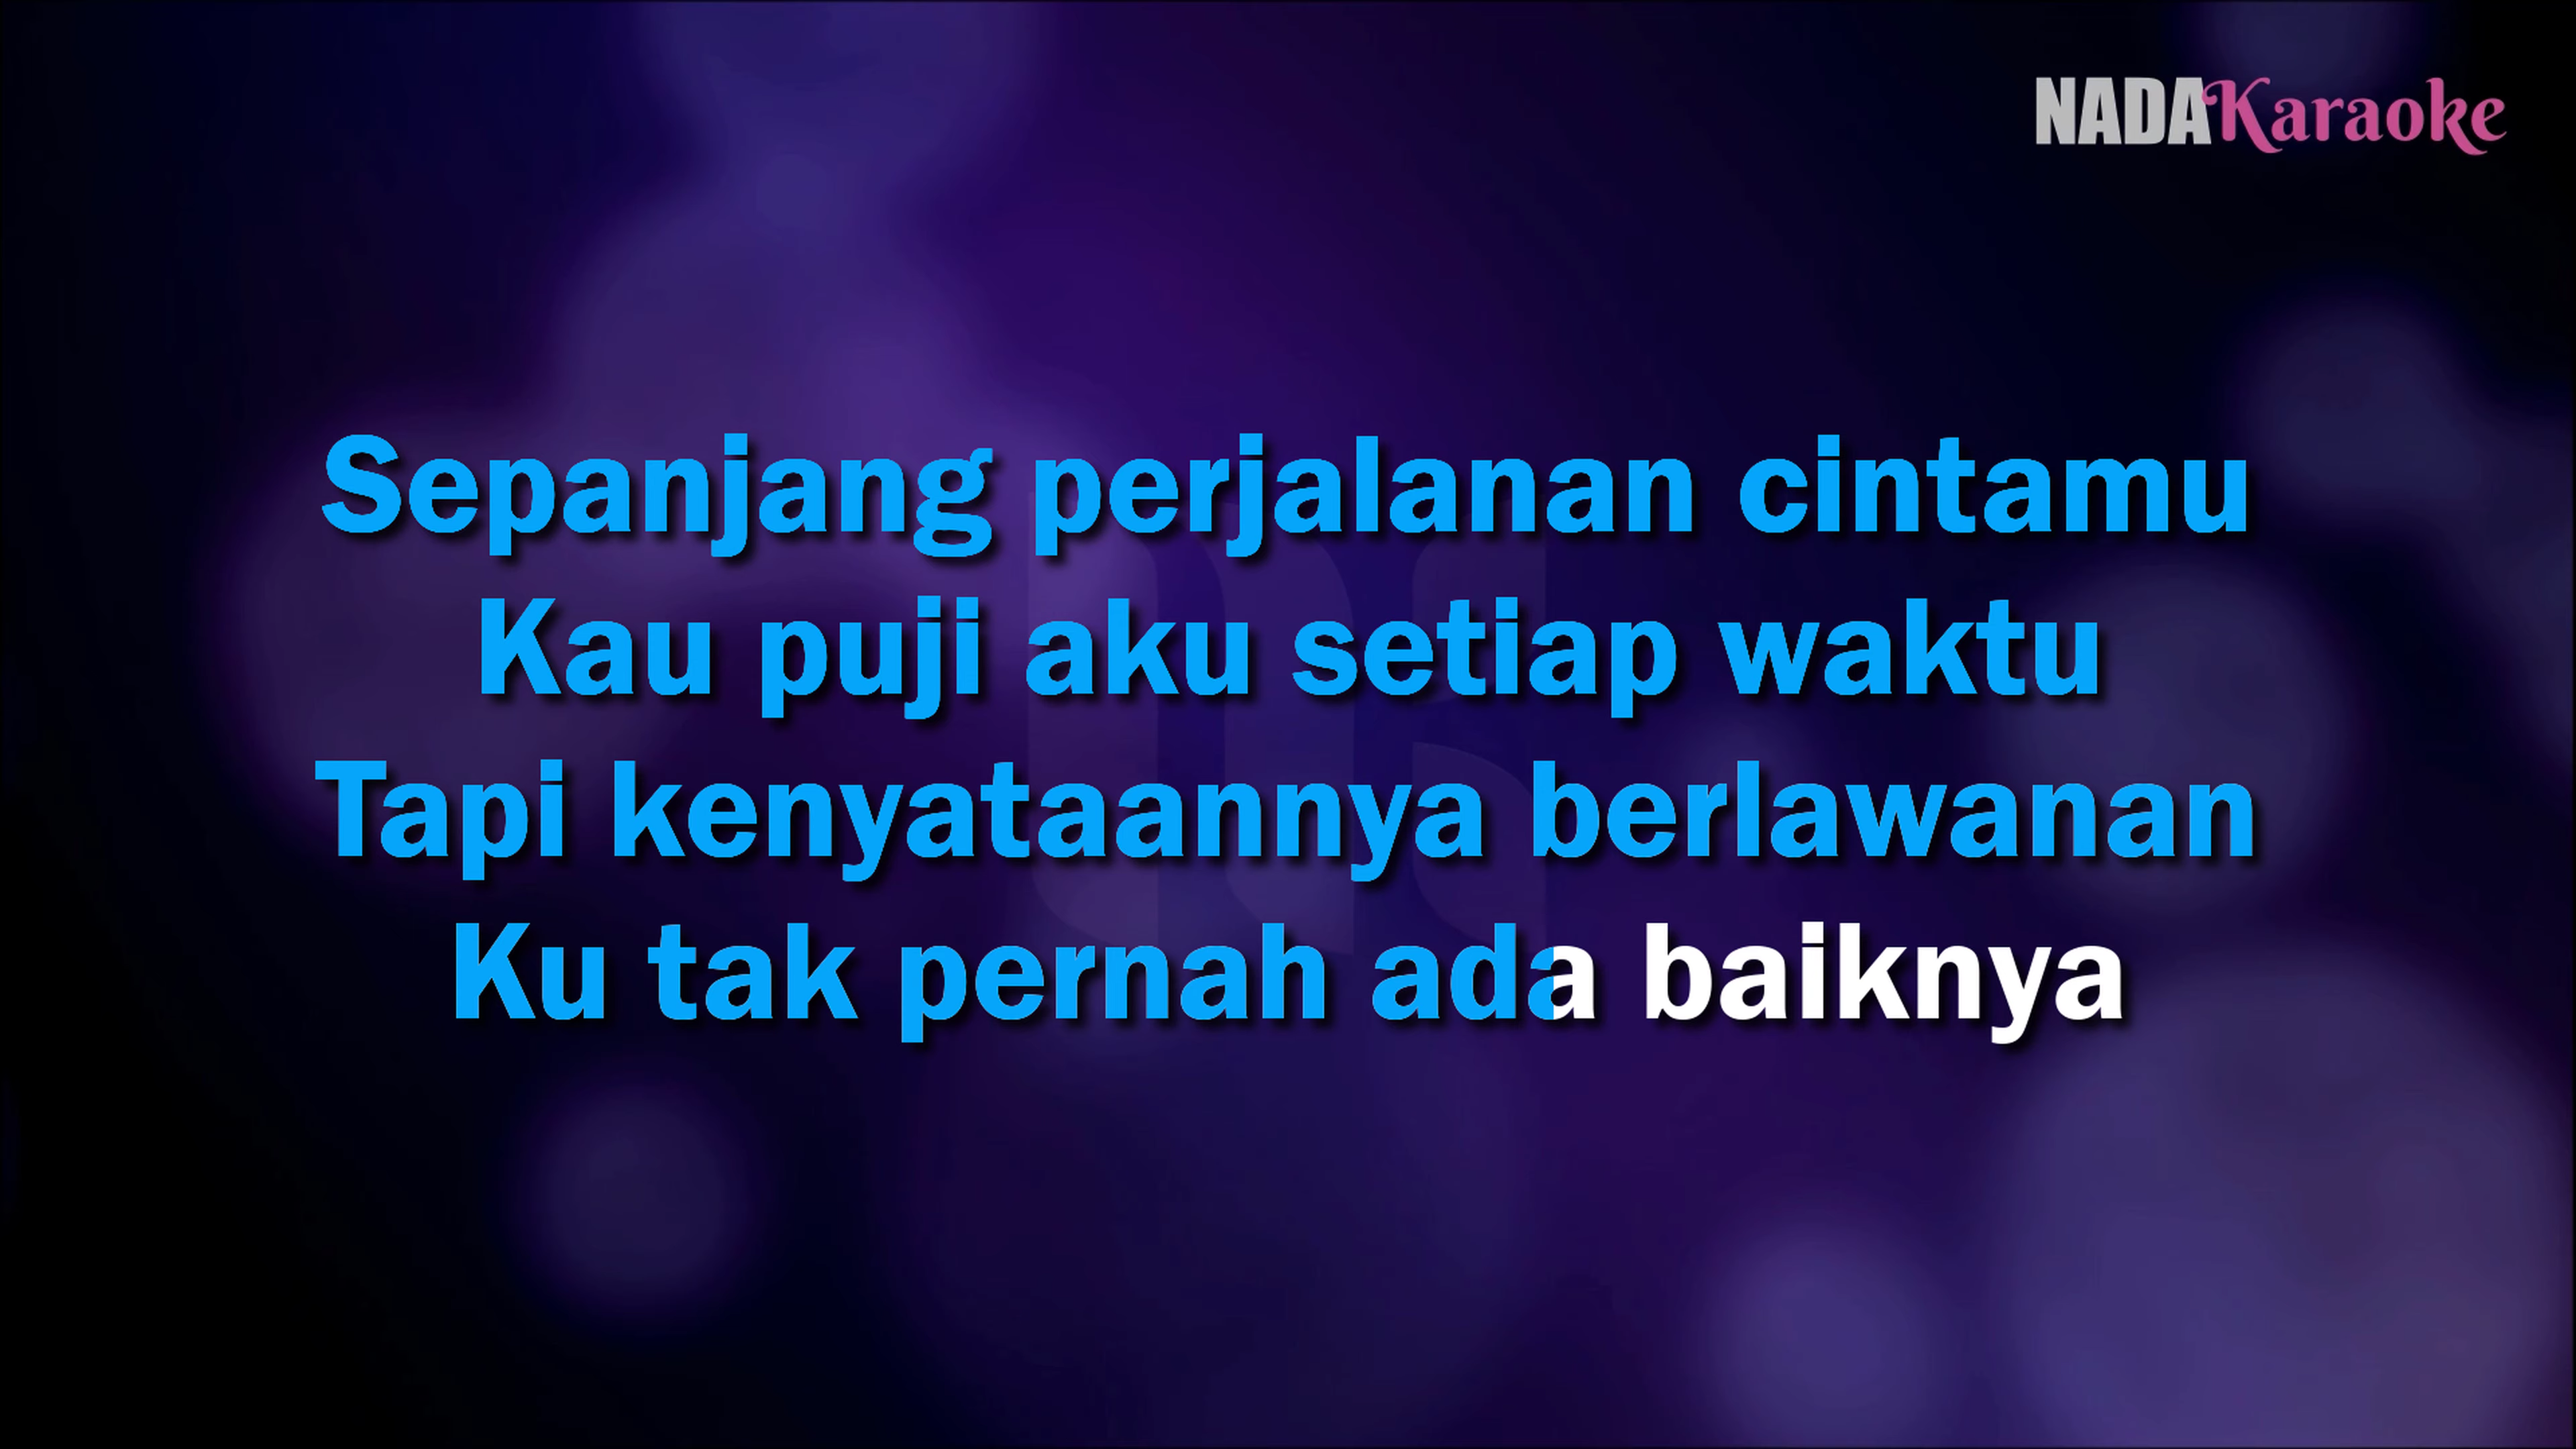 NADAKaraoke
Sepanjang perjalanan cintamu
Kau puji aku setiap waktu
Tapi kenyataannya berlawanan
Ku tak pernah ada baiknya